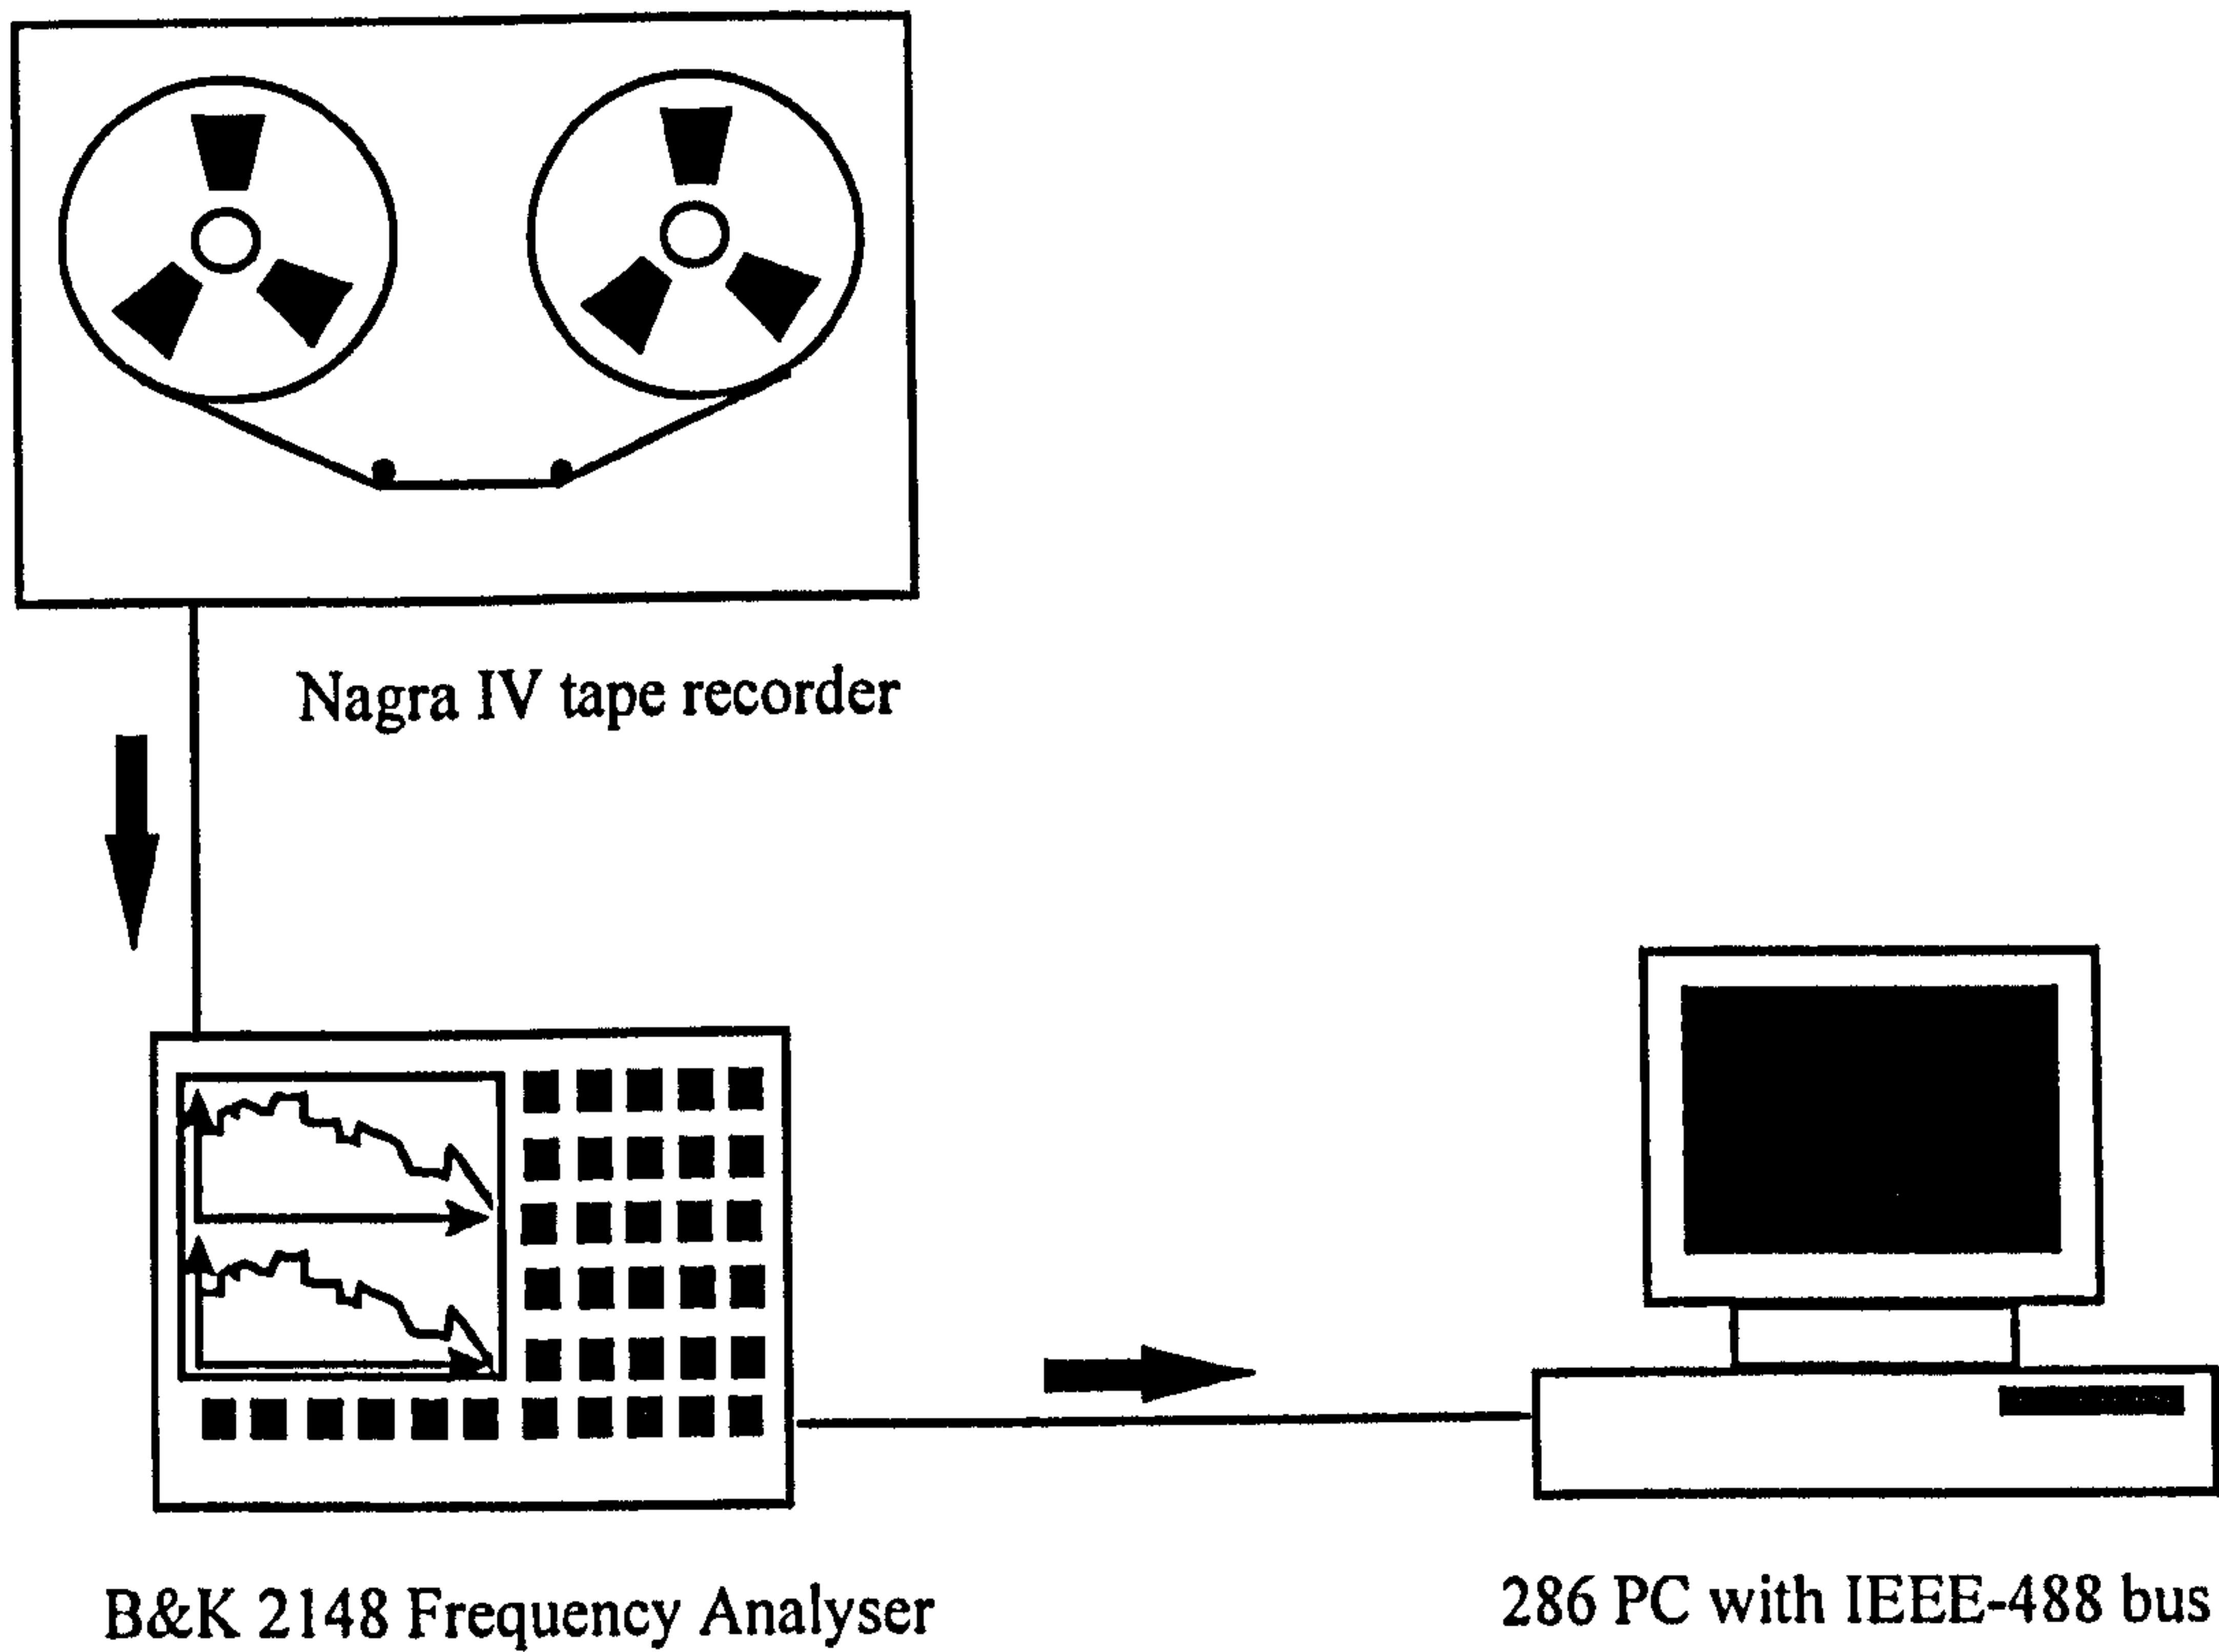 Nagra IV tape recorder
B&K 2148 Frequency Analyser
286 PC with IEEE-488 bus